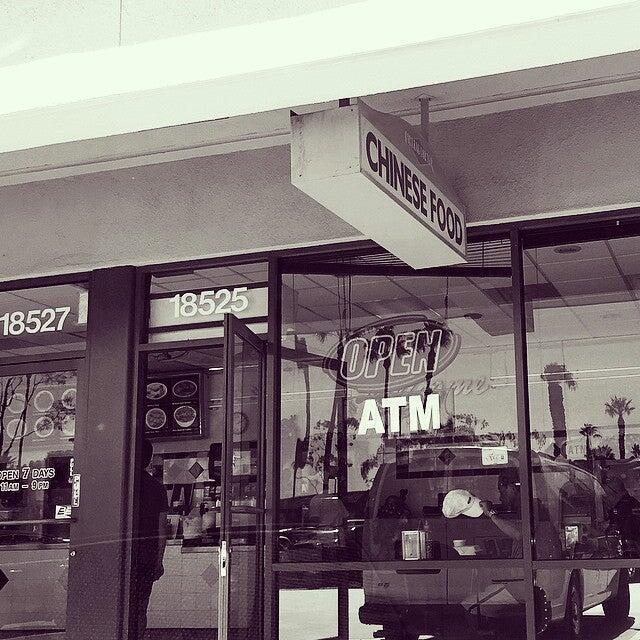 CHINESE FOOD
18527
18525
OPEN
ATM
OPEN 7 DAYS
11AM - 9PM